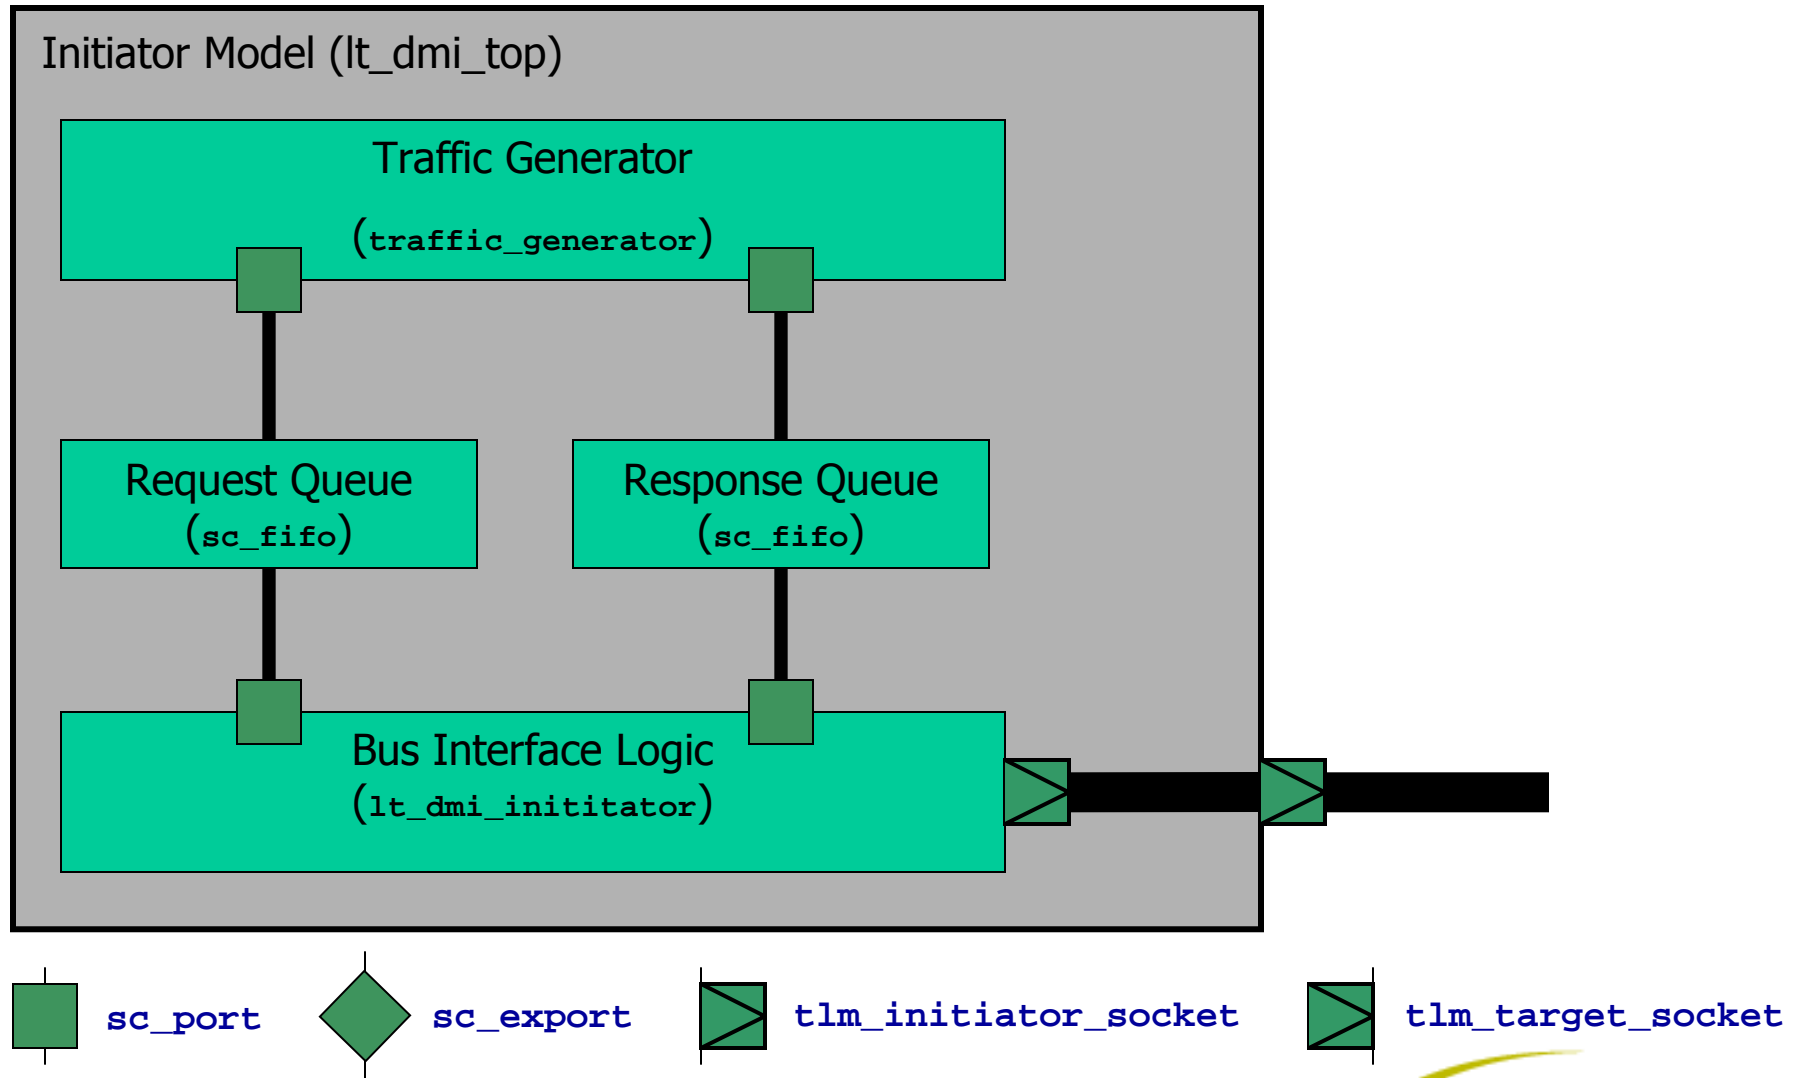 Initiator Model (lt_dmi_top)
Traffic Generator
(traffic_generator)
Request Queue
(sc_fifo)
Response Queue
(sc_fifo)
Bus Interface Logic
(lt_dmi_inititator)
sc_port
sc_export
tlm_initiator_socket
tlm_target_socket